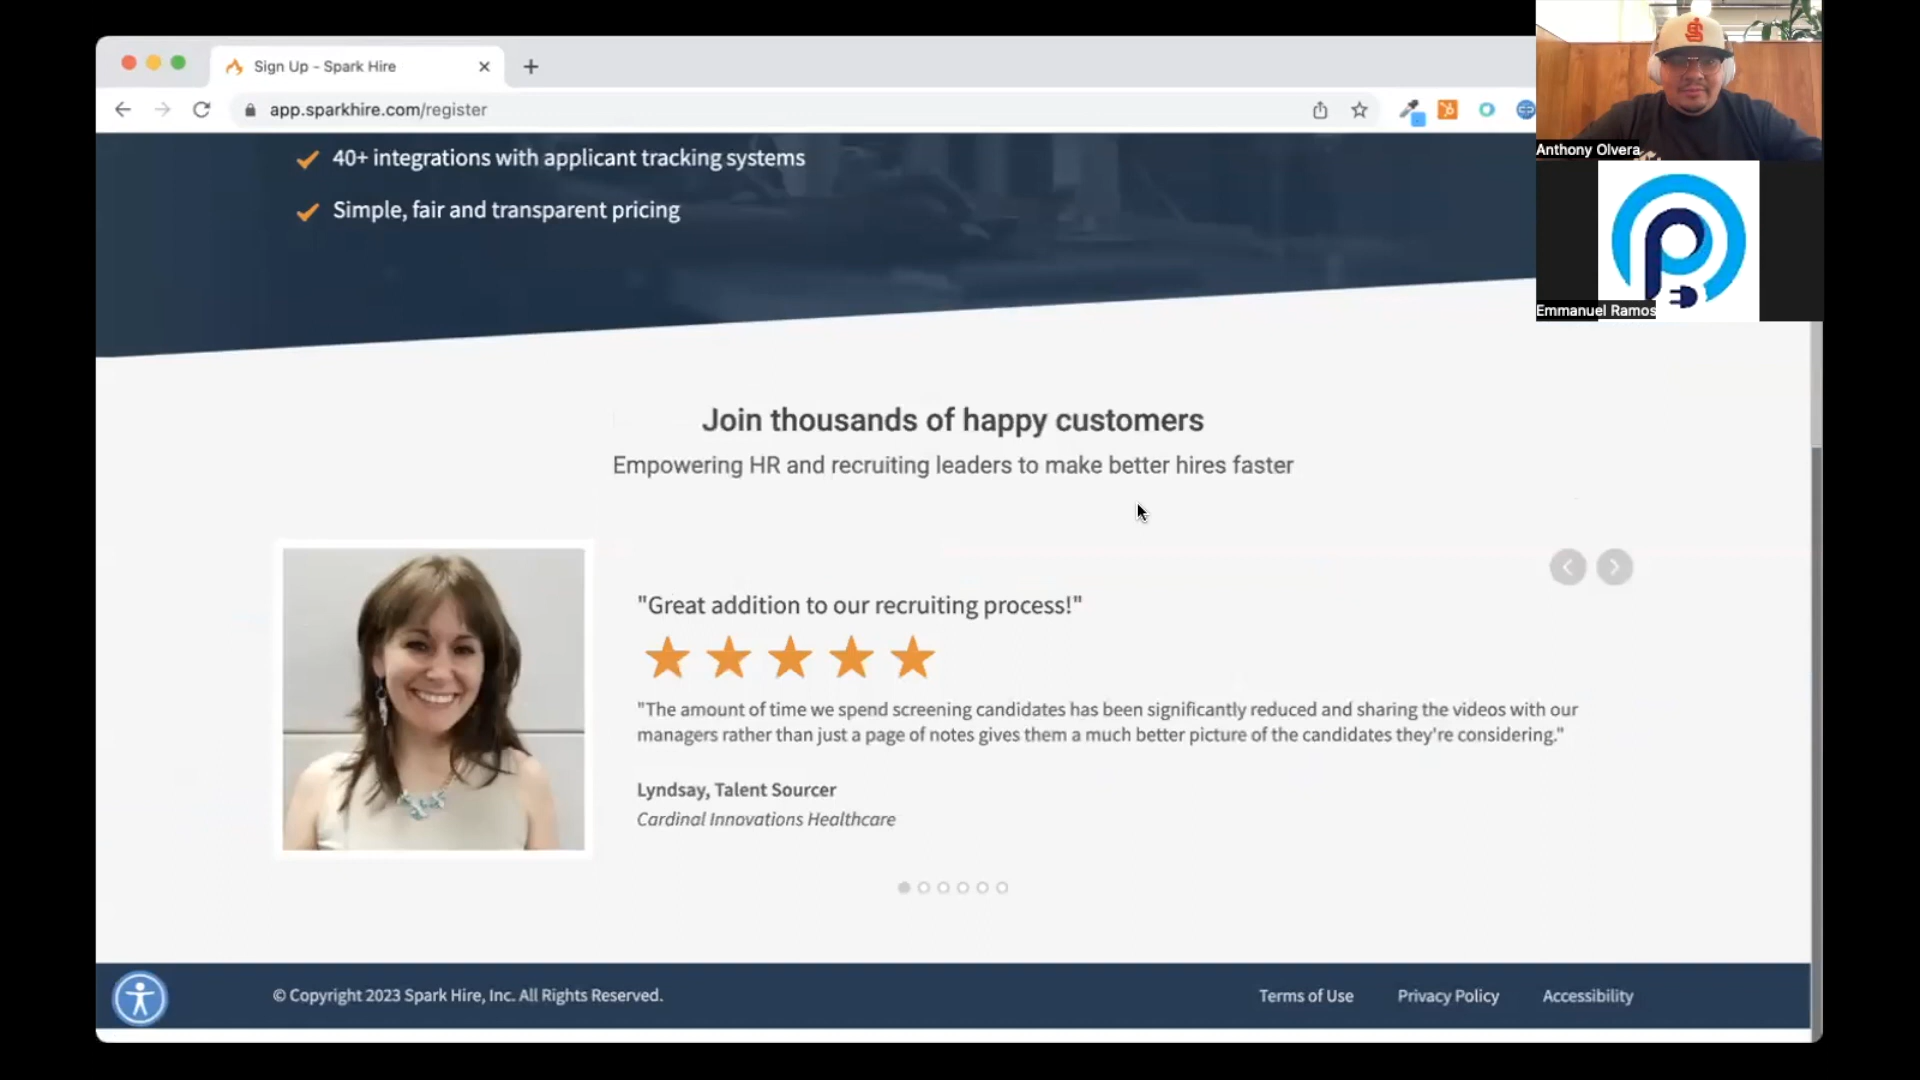 Sign Up - Spark Hire
app.sparkhire.com/register
Anthony Olvera
Emmanuel Ramos
40+ integrations with applicant tracking systems
Simple, fair and transparent pricing
Join thousands of happy customers
Empowering HR and recruiting leaders to make better hires faster
"Great addition to our recruiting process!"
"The amount of time we spend screening candidates has been significantly reduced and sharing the videos with our
managers rather than just a page of notes gives them a much better picture of the candidates they're considering."
Lyndsay, Talent Sourcer
Cardinal Innovations Healthcare
© Copyright 2023 Spark Hire, Inc. All Rights Reserved.
Terms of Use
Privacy Policy
Accessibility